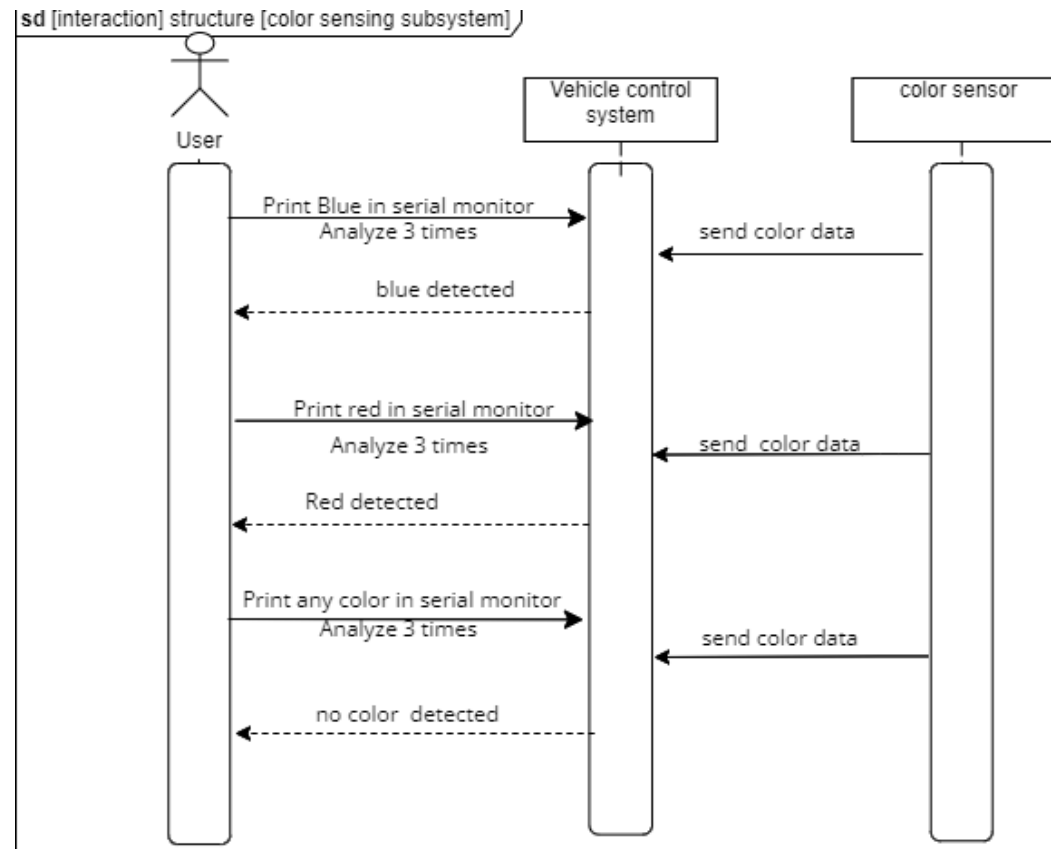 sd [interaction] structure [color sensing subsystem]
User
Vehicle control
system
color sensor
Print Blue in serial monitor
Analyze 3 times
send color data
blue detected
Print red in serial monitor
Analyze 3 times
send color data
Red detected
Print any color in serial monitor
Analyze 3 times
send color data
no color detected